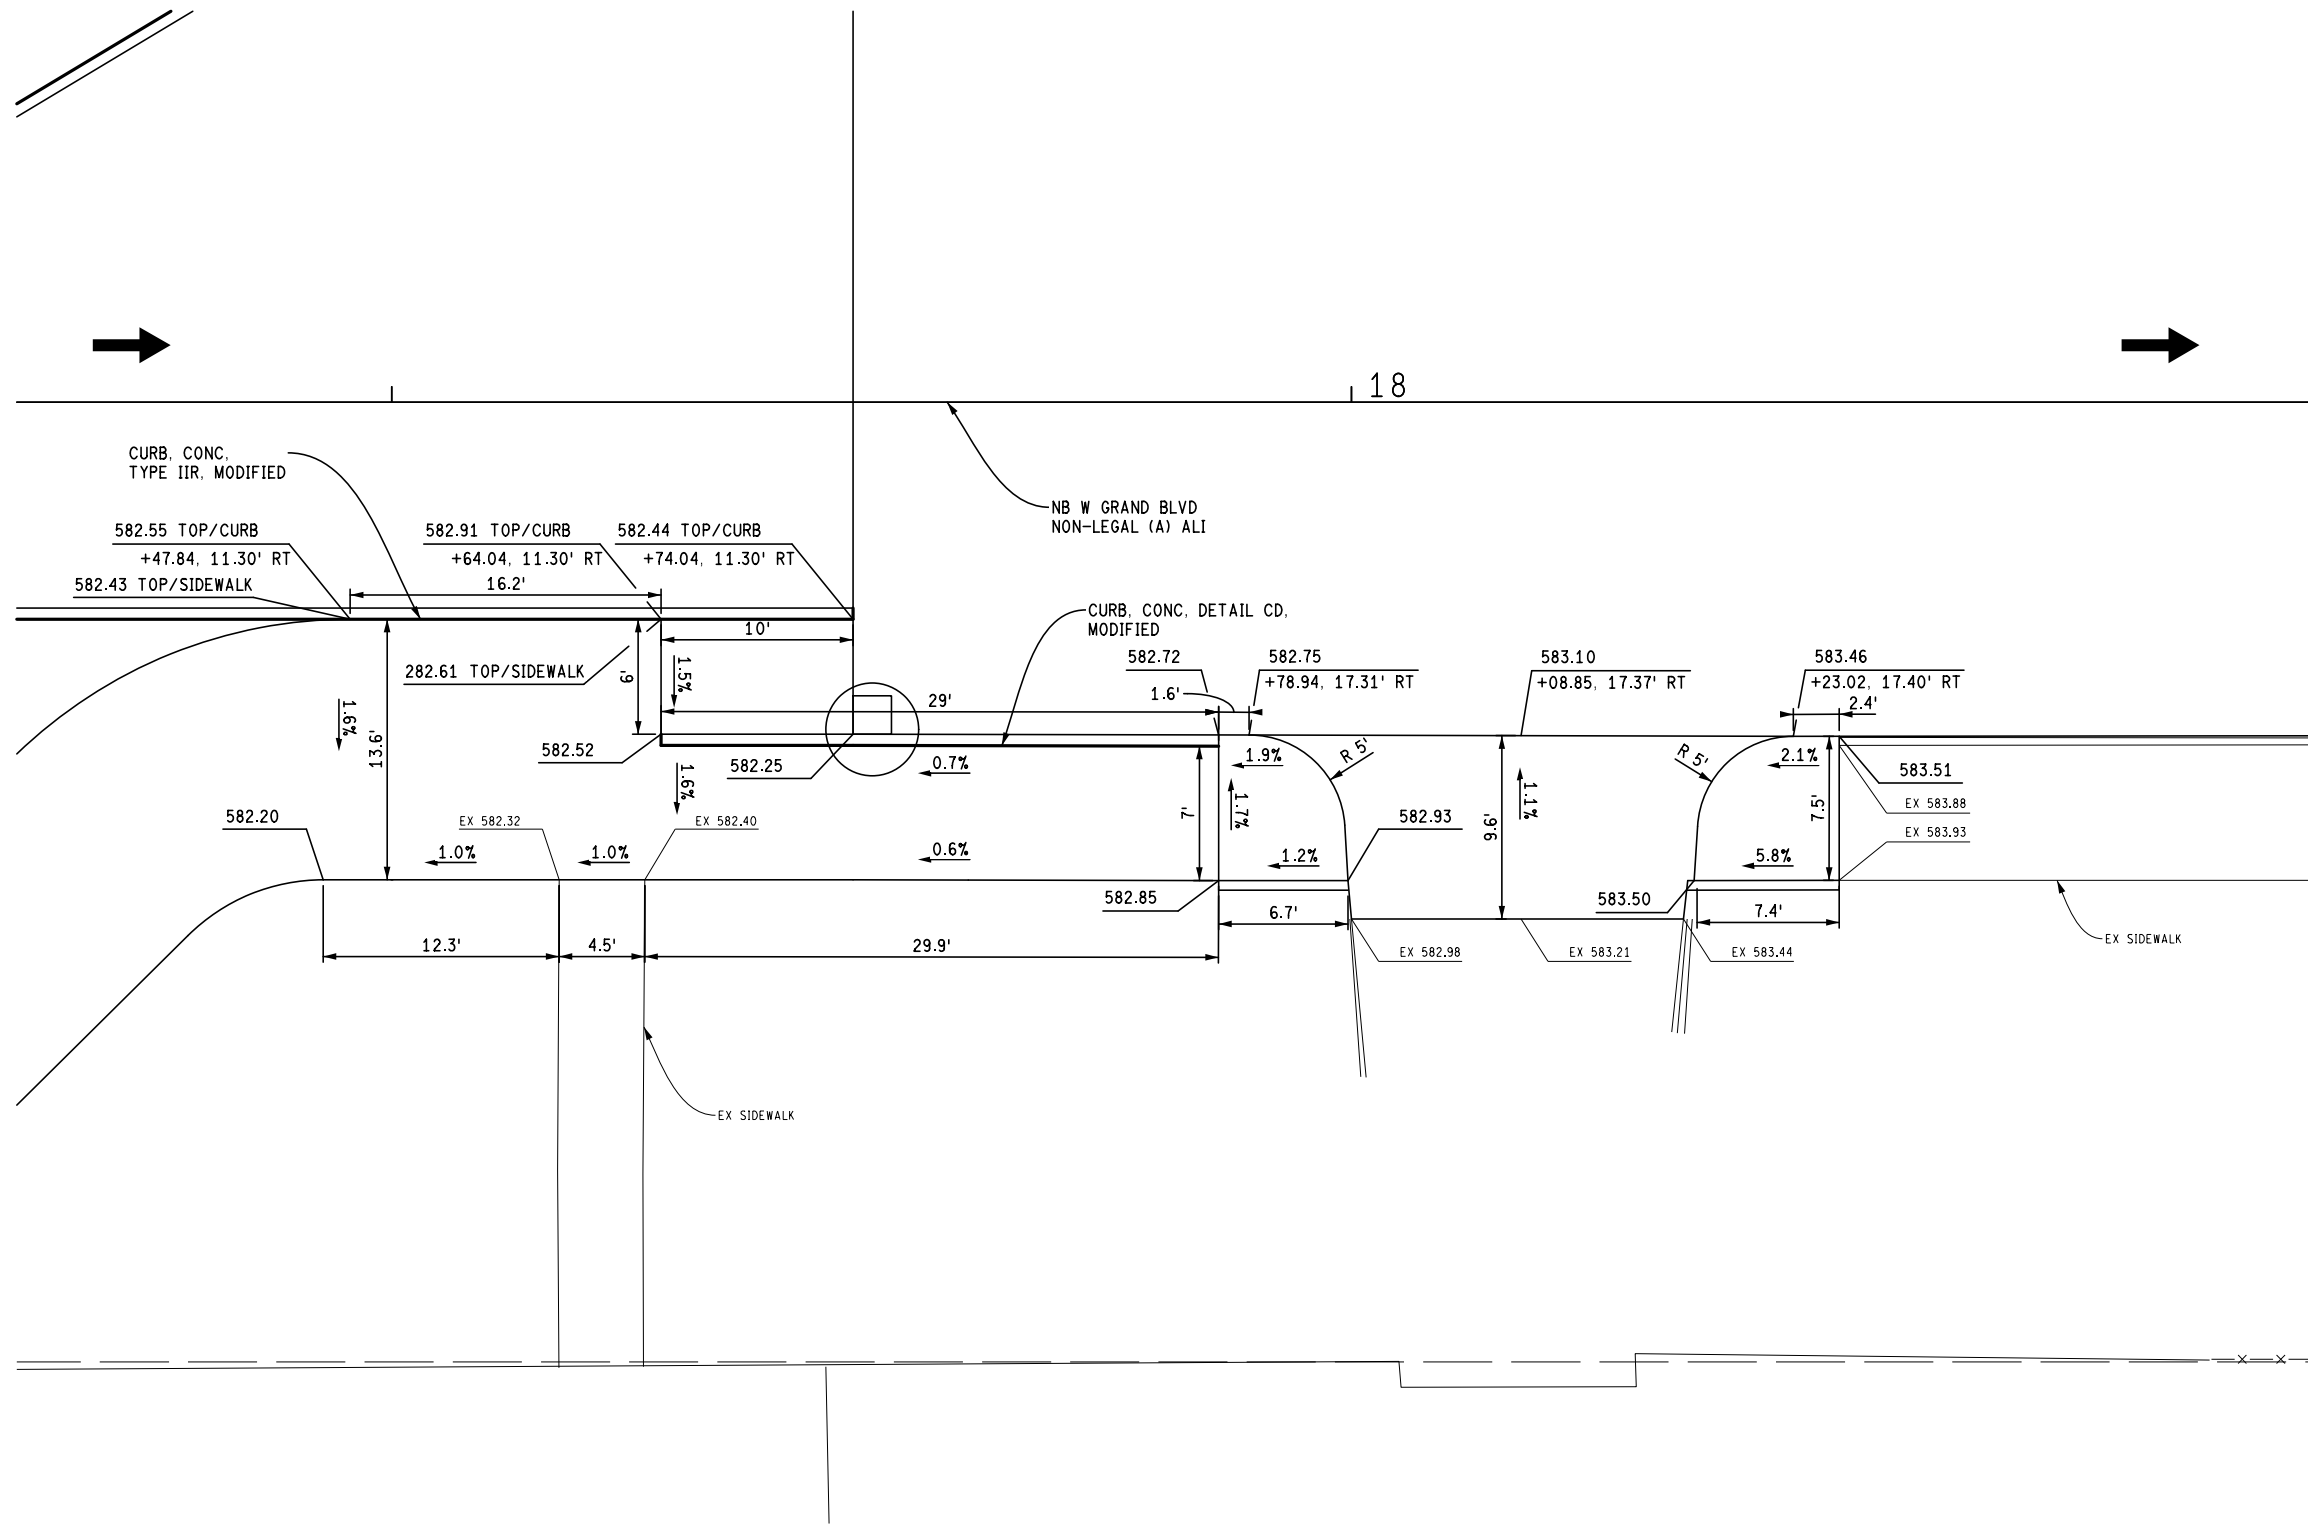 18
CURB, CONC,
TYPE IIR, MODIFIED
NB W GRAND BLVD
NON-LEGAL (A) ALI
582.55 TOP/CURB
+47.84, 11.30' RT
582.43 TOP/SIDEWALK
582.91 TOP/CURB
+64.04, 11.30' RT
16.2'
582.44 TOP/CURB
+74.04, 11.30' RT
10'
CURB, CONC, DETAIL CD,
MODIFIED
282.61 TOP/SIDEWALK
6'
1.5%
29'
582.72
1.6'
582.75
+78.94, 17.31' RT
583.10
+08.85, 17.37' RT
583.46
+23.02, 17.40' RT
2.4'
1.6%
13.6'
582.52
1.6%
582.25
0.7%
1.9%
R 5'
R 5'
2.1%
583.51
EX 583.88
EX 583.93
7.5'
7'
1.7%
9.6'
1.1%
582.20
EX 582.32
EX 582.40
582.93
1.0%
1.0%
0.6%
1.2%
5.8%
582.85
583.50
12.3'
4.5'
29.9'
6.7'
7.4'
EX 582.98
EX 583.21
EX 583.44
EX SIDEWALK
EX SIDEWALK